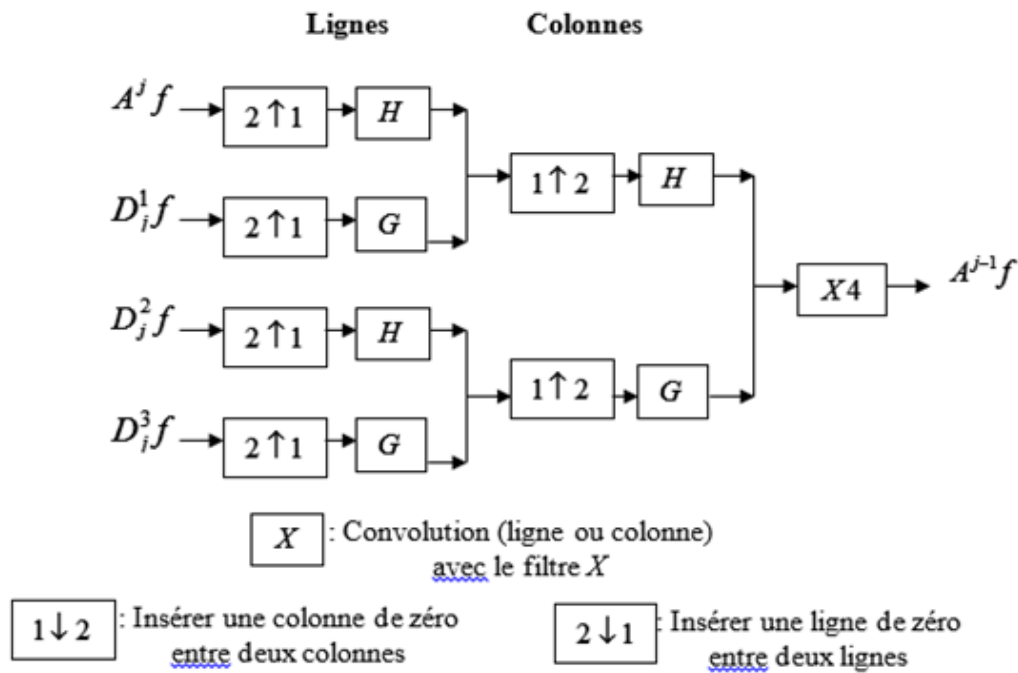 Lignes Colonnes
A^j f 2↑1 H
1↑2 H
D_j^1 f 2↑1 G
X4 A^{j-1} f
D_j^2 f 2↑1 H
1↑2 G
D_j^3 f 2↑1 G
X : Convolution (ligne ou colonne)
avec le filtre X
1↓2 : Insérer une colonne de zéro
entre deux colonnes
2↓1 : Insérer une ligne de zéro
entre deux lignes